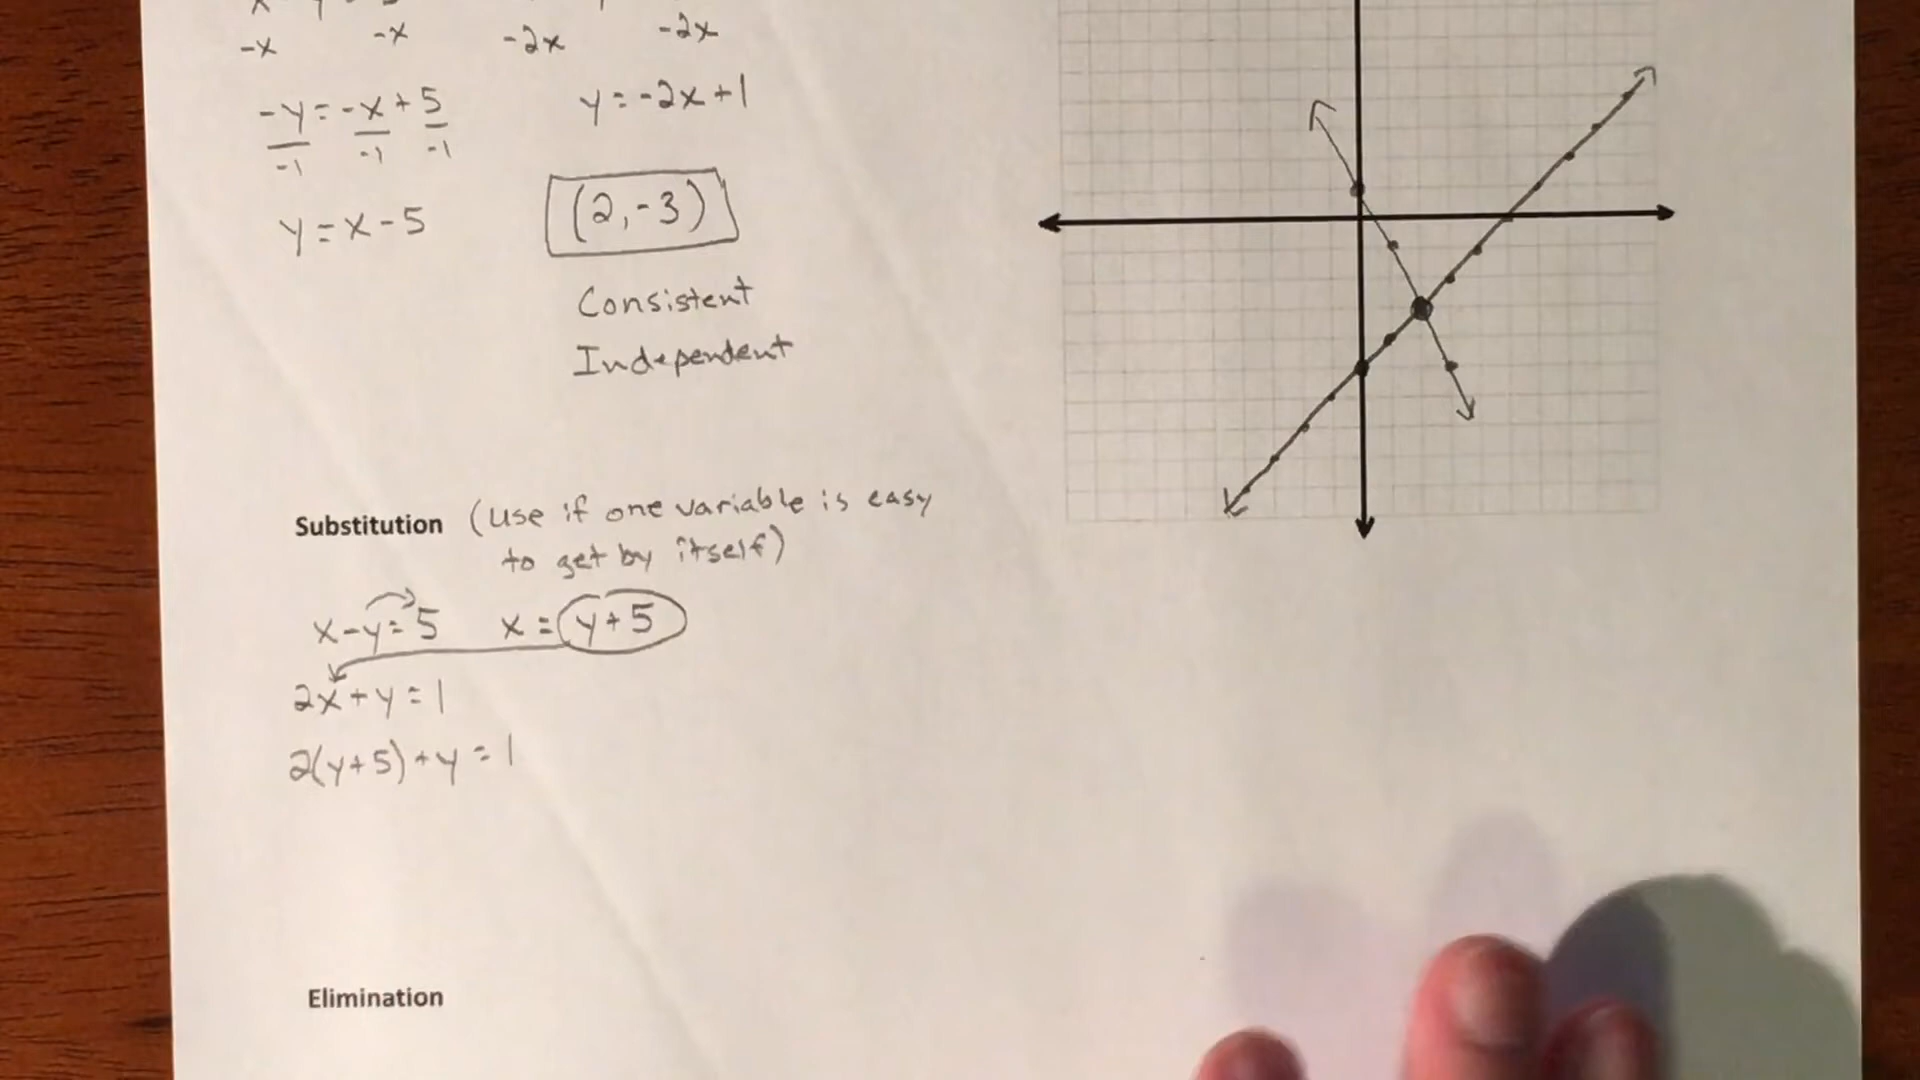 -x -x -2x -2x
-y = -x + 5 y = -2x + 1
-1 -1 -1
y = x - 5 (2, -3)
Consistent
Independent
Substitution (use if one variable is easy
to get by itself)
x - y = 5 x = y + 5
2x + y = 1
2(y + 5) + y = 1
Elimination